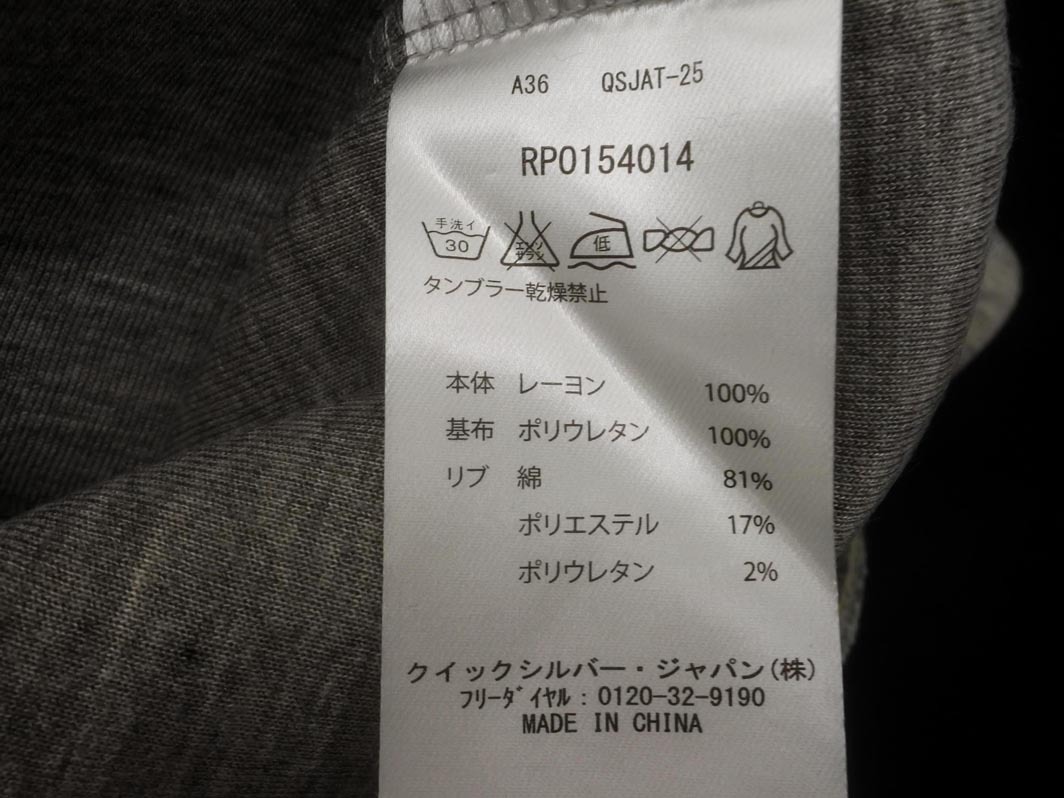 A36 QSJAT-25
RP0154014
手洗イ 30 エンソ サラシ 低
タンブラー乾燥禁止
本体 レーヨン 100%
基布 ポリウレタン 100%
リブ 綿 81%
ポリエステル 17%
ポリウレタン 2%
クイックシルバー・ジャパン(株)
フリーダイヤル:0120-32-9190
MADE IN CHINA